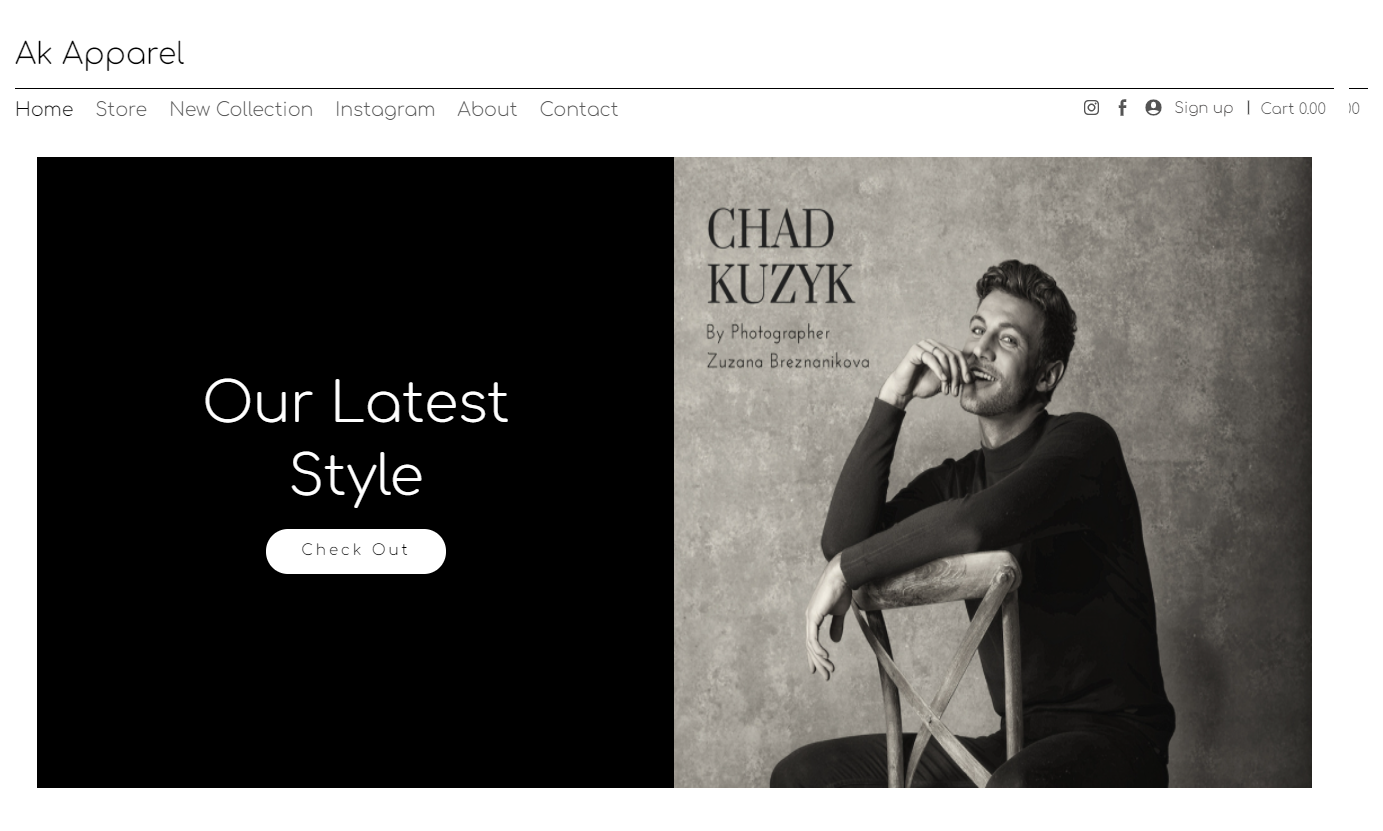 Ak Apparel
Home Store New Collection Instagram About Contact Sign up | Cart 0.00
CHAD
KUZYK
By Photographer
Zuzana Breznanikova
Our Latest
Style
Check Out